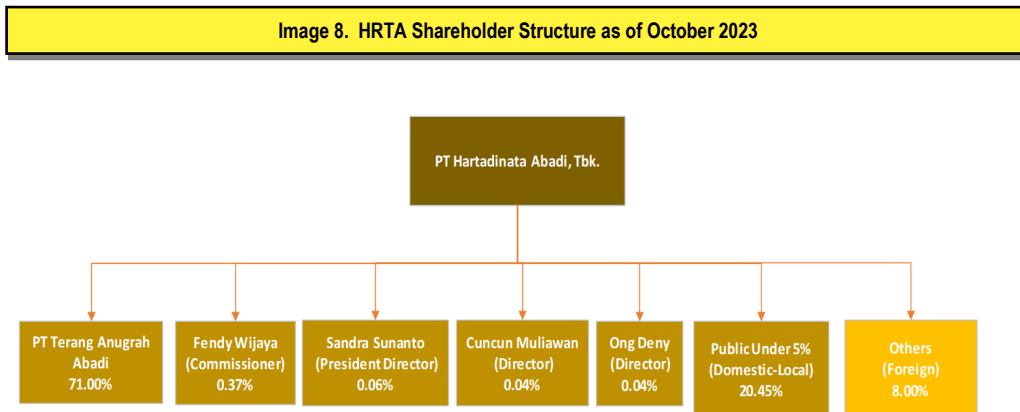 Image 8. HRTA Shareholder Structure as of October 2023
PT Hartadinata Abadi, Tbk.
PT Terang Anugrah
Abadi
71.00%
Fendy Wijaya
(Commissioner)
0.37%
Sandra Sunanto
(President Director)
0.06%
Cuncun Muliawan
(Director)
0.04%
Ong Deny
(Director)
0.04%
Public Under 5%
(Domestic-Local)
20.45%
Others
(Foreign)
8.00%